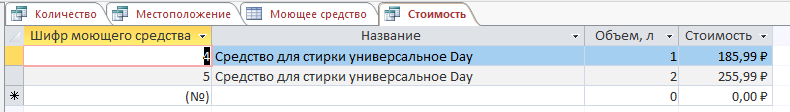 Количество Местоположение Моющее средство Стоимость
Шифр моющего средства Название Объем, л Стоимость
4 Средство для стирки универсальное Day 1 185,99 ₽
5 Средство для стирки универсальное Day 2 255,99 ₽
(№) 0 0,00 ₽